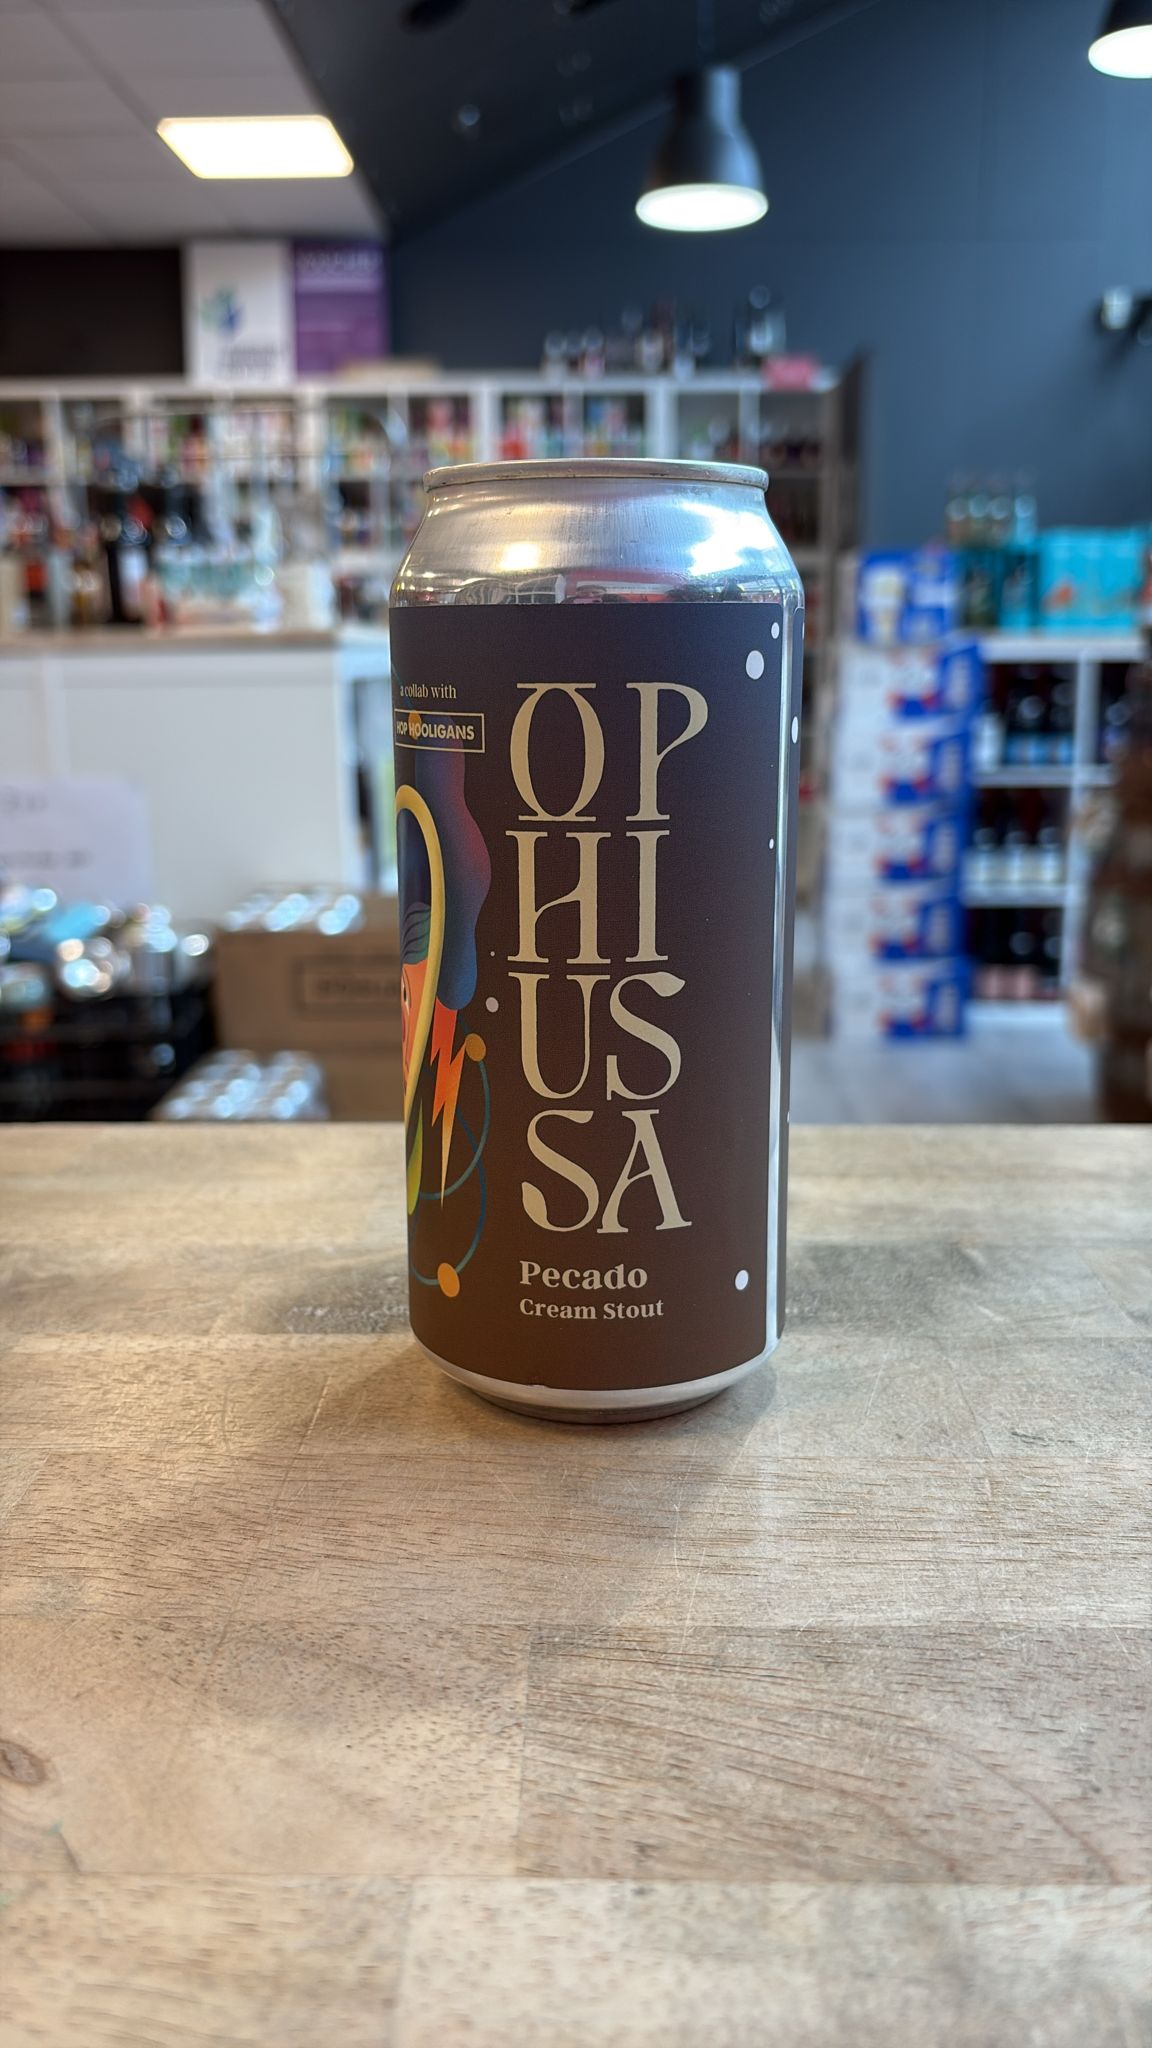 a collab with
HOP HOOLIGANS
OP
HI
US
SA
Pecado
Cream Stout